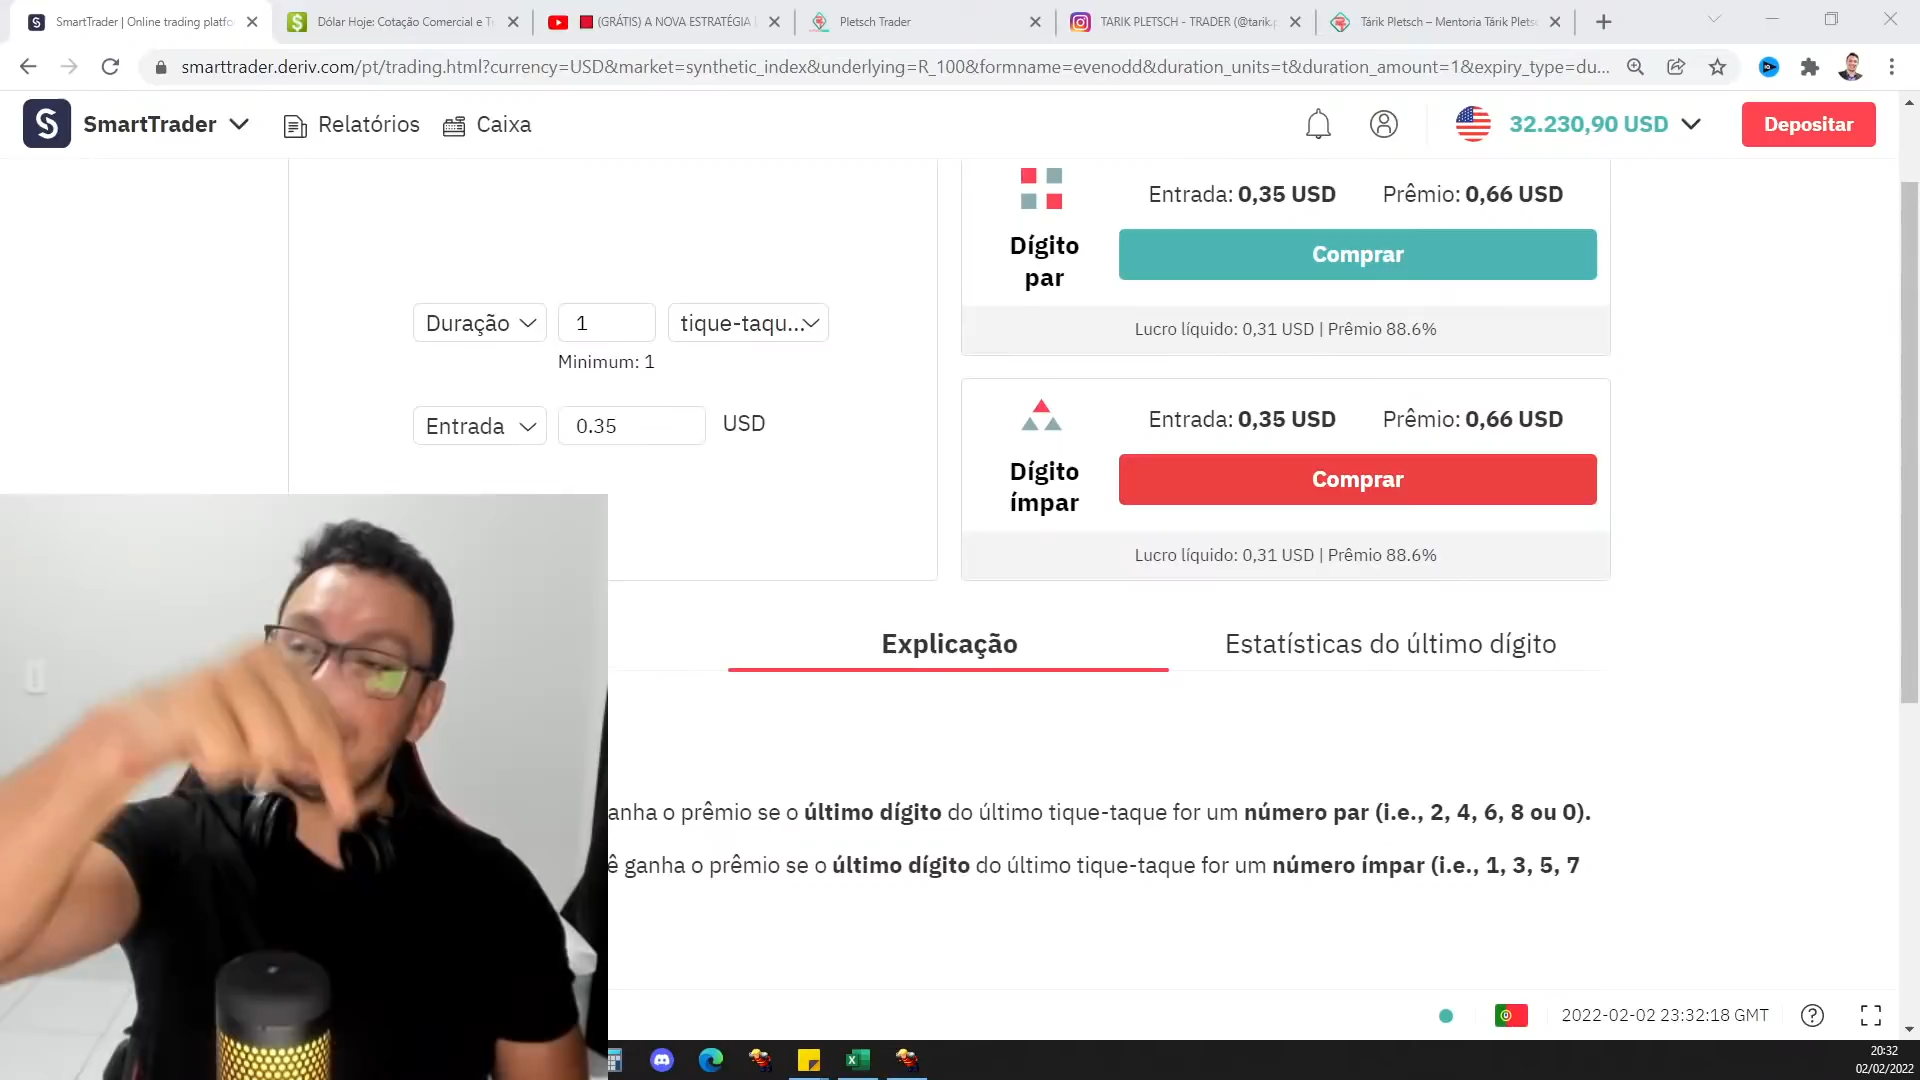 SmartTrader | Online trading platfo
Dólar Hoje: Cotação Comercial e T
(GRÁTIS) A NOVA ESTRATÉGIA
Pletsch Trader
TARIK PLETSCH - TRADER (@tarik.p
Tárik Pletsch – Mentoria Tárik Plets
smarttrader.deriv.com/pt/trading.html?currency=USD&market=synthetic_index&underlying=R_100&formname=evenodd&duration_units=t&duration_amount=1&expiry_type=du...
SmartTrader
Relatórios
Caixa
32.230,90 USD
Depositar
Entrada: 0,35 USD
Prêmio: 0,66 USD
Dígito
par
Comprar
Lucro líquido: 0,31 USD | Prêmio 88.6%
Duração
1
tique-taqu...
Minimum: 1
Entrada
0.35
USD
Entrada: 0,35 USD
Prêmio: 0,66 USD
Dígito
ímpar
Comprar
Lucro líquido: 0,31 USD | Prêmio 88.6%
Explicação
Estatísticas do último dígito
anha o prêmio se o último dígito do último tique-taque for um número par (i.e., 2, 4, 6, 8 ou 0).
ê ganha o prêmio se o último dígito do último tique-taque for um número ímpar (i.e., 1, 3, 5, 7
2022-02-02 23:32:18 GMT
20:32
02/02/2022